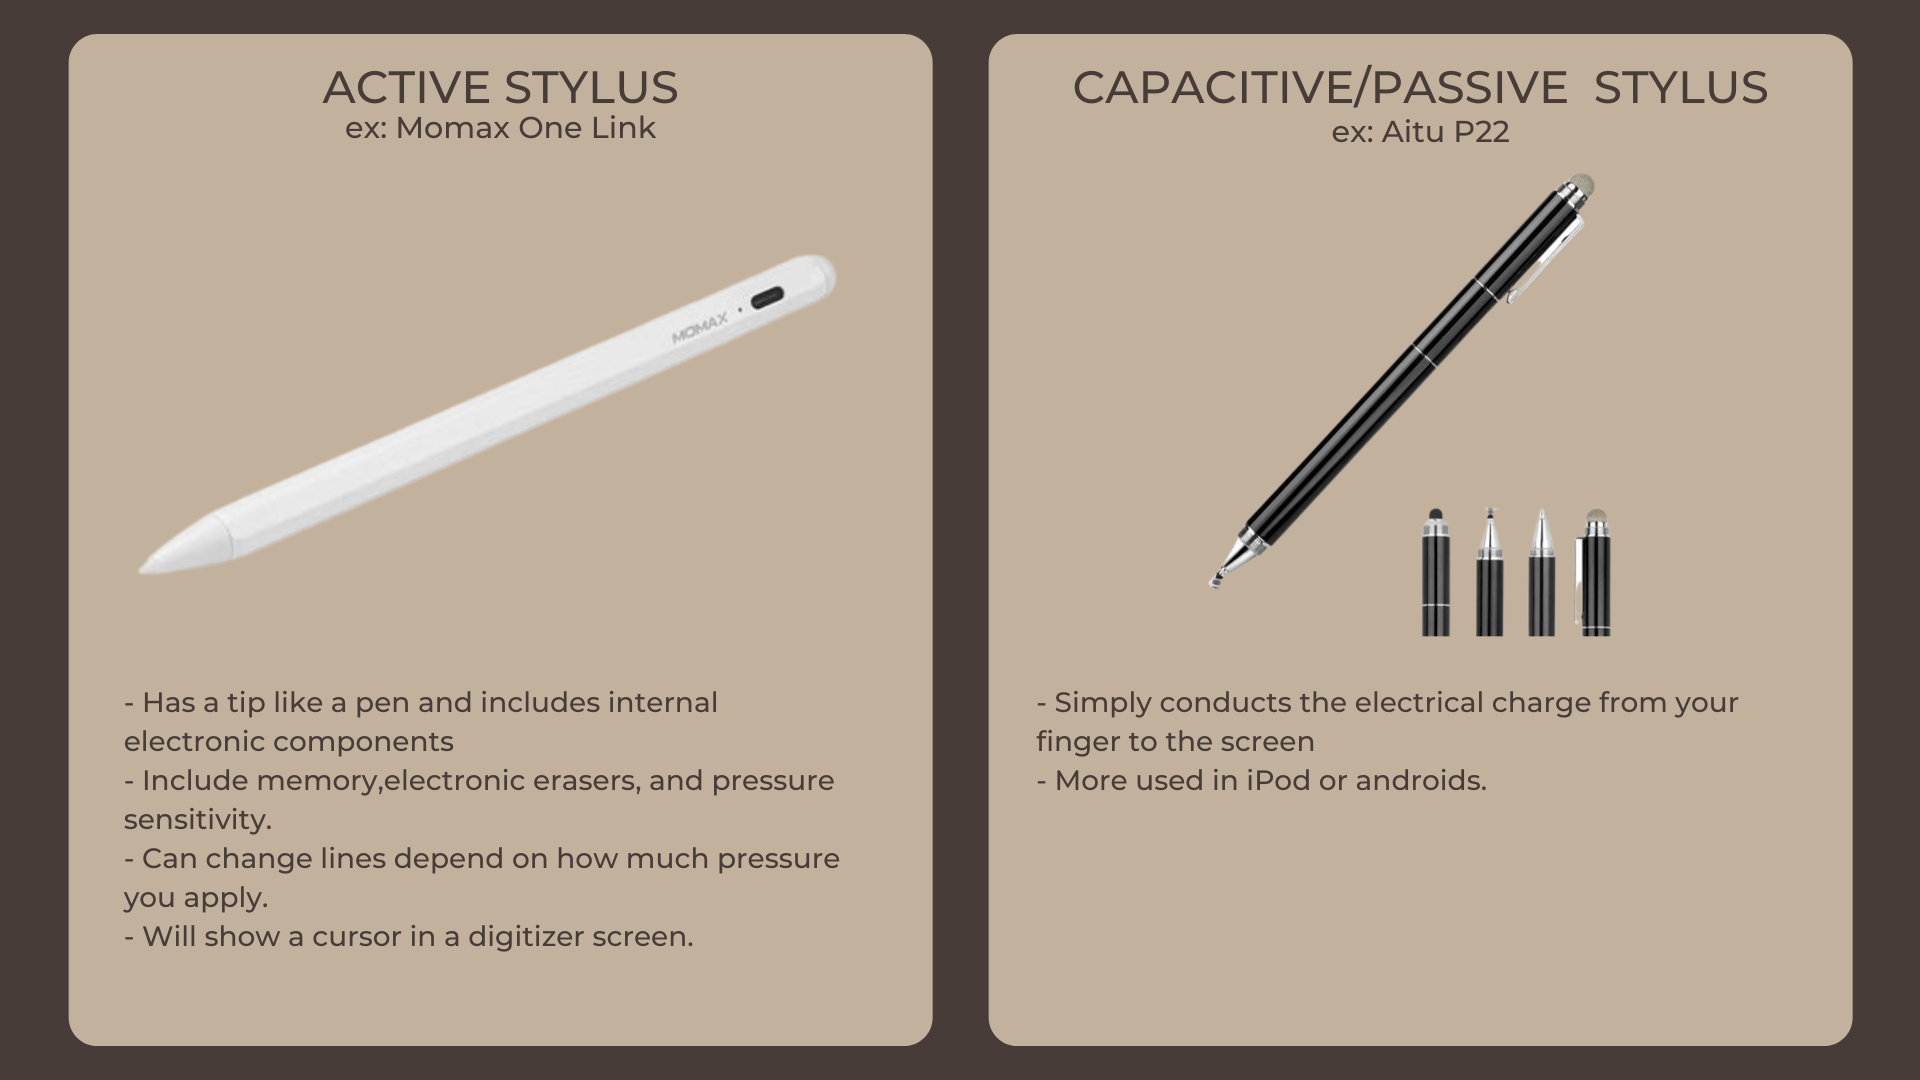 ACTIVE STYLUS
ex: Momax One Link
MOMAX
- Has a tip like a pen and includes internal
electronic components
- Include memory,electronic erasers, and pressure
sensitivity.
- Can change lines depend on how much pressure
you apply.
- Will show a cursor in a digitizer screen.
CAPACITIVE/PASSIVE STYLUS
ex: Aitu P22
- Simply conducts the electrical charge from your
finger to the screen
- More used in iPod or androids.